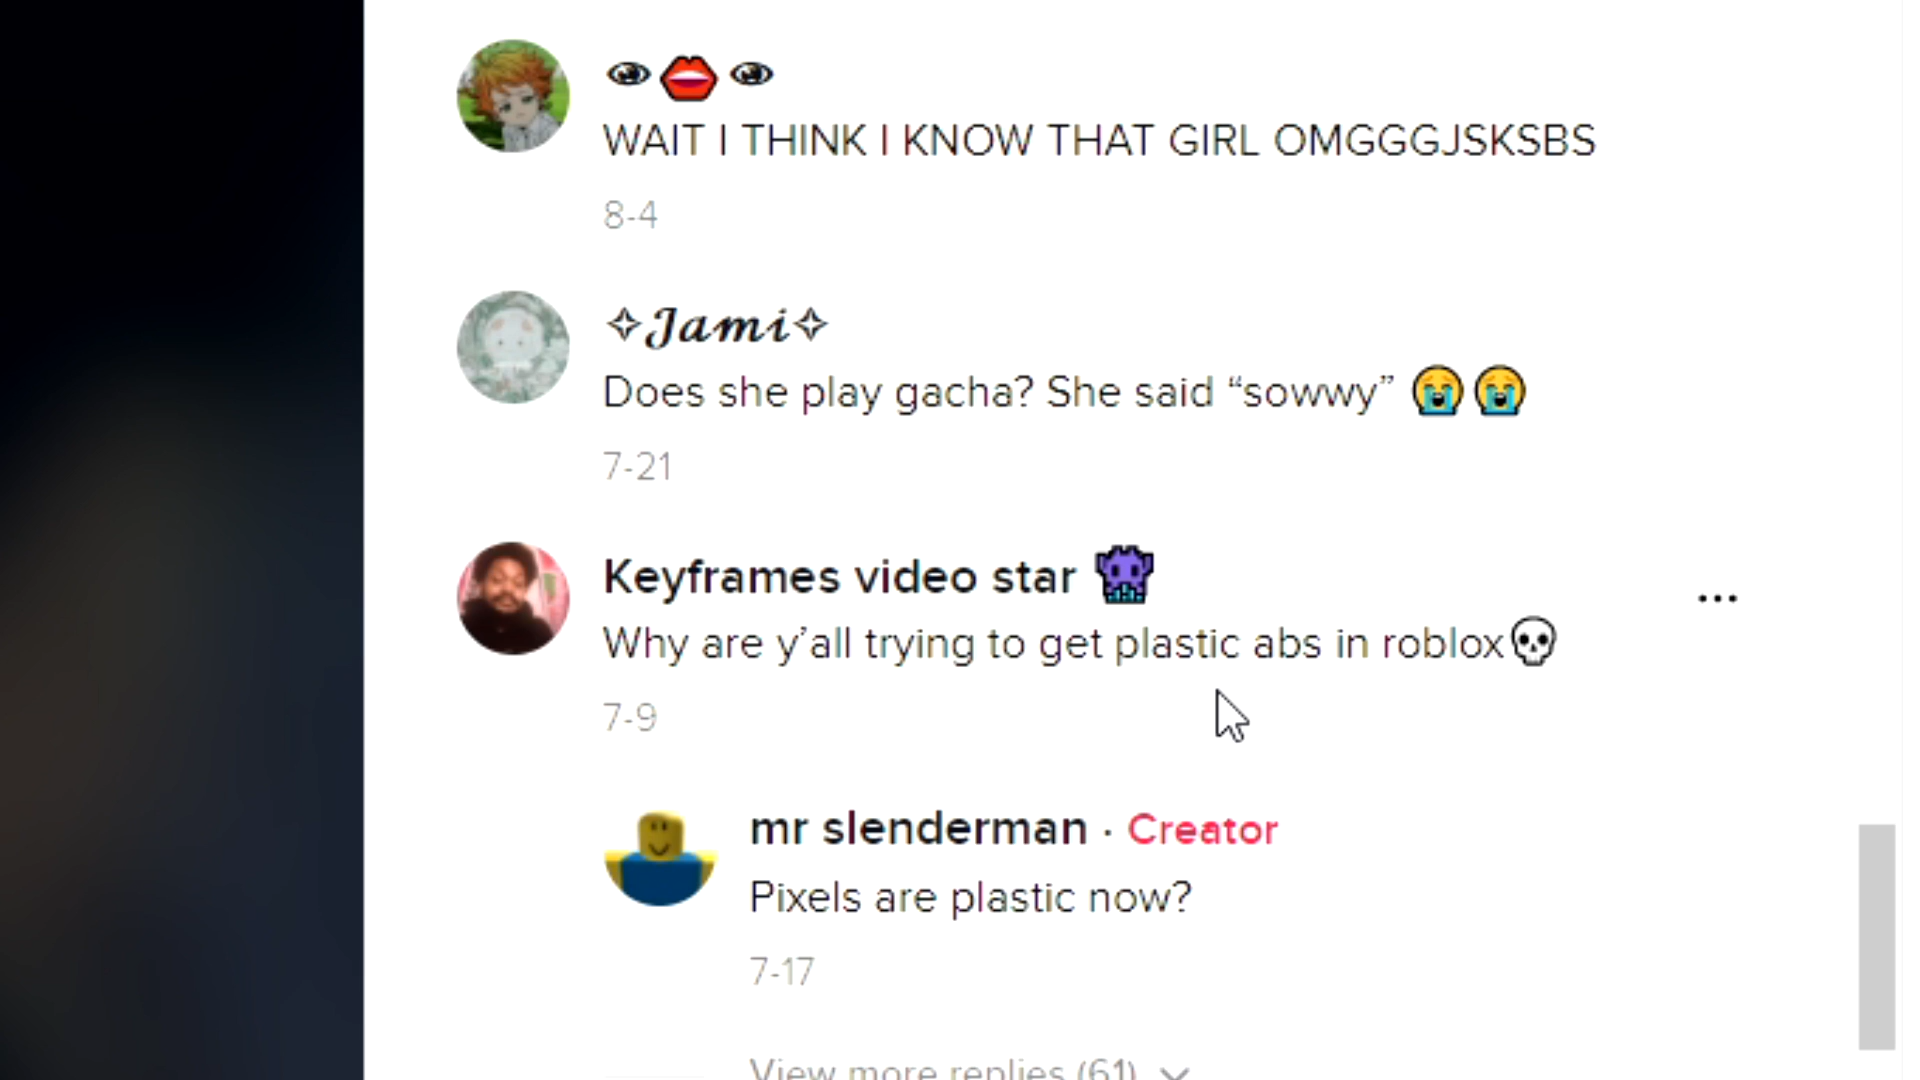 👁👄👁
WAIT I THINK I KNOW THAT GIRL OMGGGJSKSBS
8-4
✧𝓙𝓪𝓶𝓲✧
Does she play gacha? She said “sowwy” 😭😭
7-21
Keyframes video star 👾
Why are y’all trying to get plastic abs in roblox💀
7-9
mr slenderman · Creator
Pixels are plastic now?
7-17
View more replies (61)